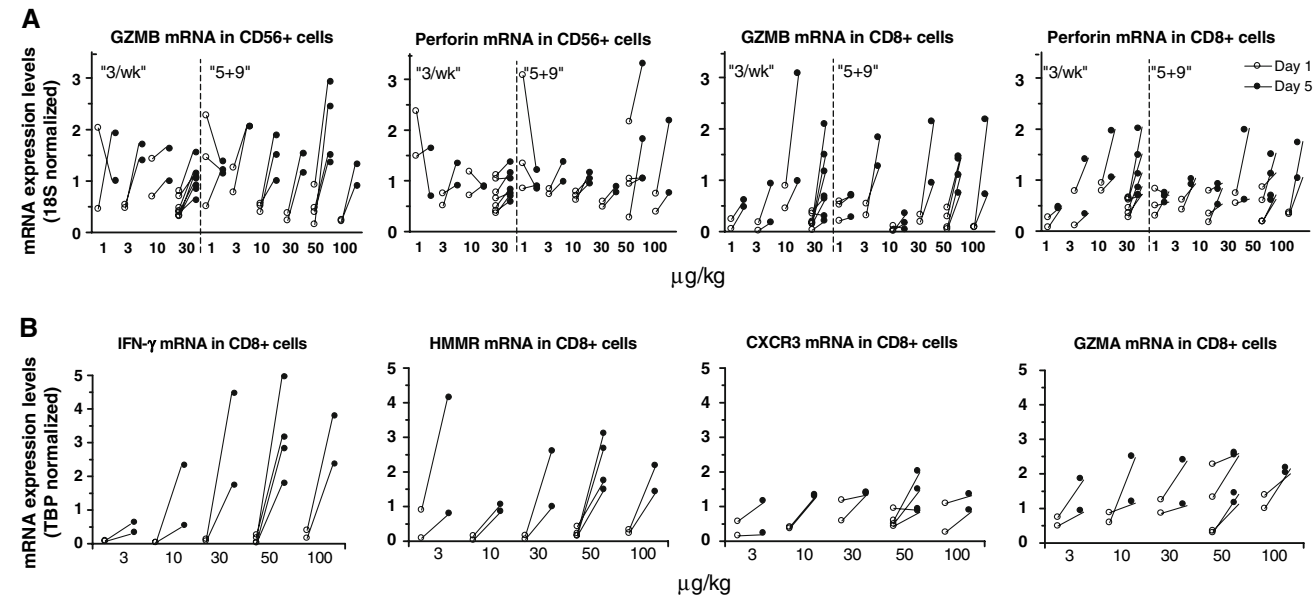 A
GZMB mRNA in CD56+ cells
Perforin mRNA in CD56+ cells
GZMB mRNA in CD8+ cells
Perforin mRNA in CD8+ cells
mRNA expression levels
(18S normalized)
"3/wk" "5+9"
"3/wk" "5+9"
"3/wk" "5+9"
"3/wk" "5+9"
Day 1
Day 5
3
2
1
0
3
2
1
0
3
2
1
0
3
2
1
0
1 3 10 30 1 3 10 30 50 100
1 3 10 30 1 3 10 30 50 100
1 3 10 30 1 3 10 30 50 100
1 3 10 30 1 3 10 30 50 100
μg/kg
B
IFN-γ mRNA in CD8+ cells
HMMR mRNA in CD8+ cells
CXCR3 mRNA in CD8+ cells
GZMA mRNA in CD8+ cells
mRNA expression levels
(TBP normalized)
5
4
3
2
1
0
5
4
3
2
1
0
5
4
3
2
1
0
5
4
3
2
1
0
3 10 30 50 100
3 10 30 50 100
3 10 30 50 100
3 10 30 50 100
μg/kg